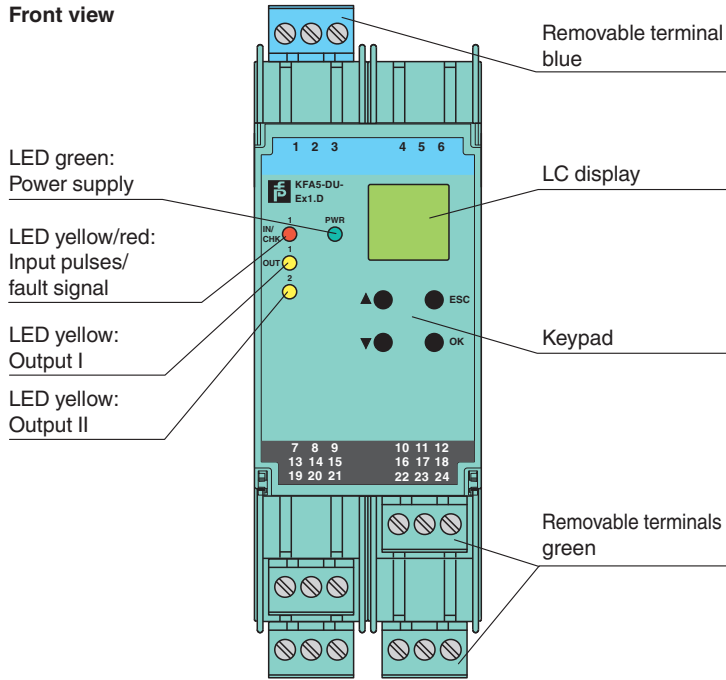 Front view
Removable terminal
blue
1 2 3 4 5 6
LED green:
Power supply
KFA5-DU-
Ex1.D
LC display
1
PWR
IN/
CHK
LED yellow/red:
Input pulses/
fault signal
1
OUT
2
ESC
LED yellow:
Output I
OK
Keypad
LED yellow:
Output II
7 8 9 10 11 12
13 14 15 16 17 18
19 20 21 22 23 24
Removable terminals
green